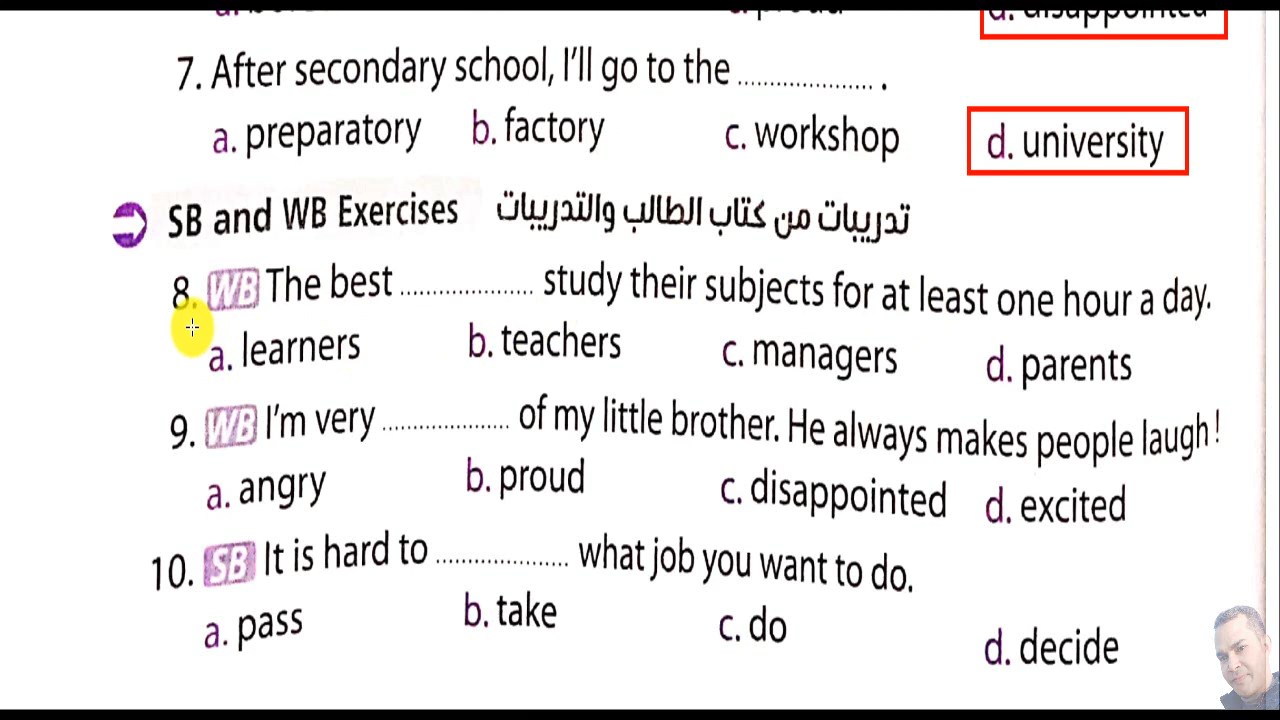 d. disappointed
7. After secondary school, I'll go to the ..................... .
a. preparatory b. factory c. workshop d. university
SB and WB Exercises تدريبات من كتاب الطالب والتدريبات
8. WB The best ..................... study their subjects for at least one hour a day.
a. learners b. teachers c. managers d. parents
9. WB I'm very ..................... of my little brother. He always makes people laugh!
a. angry b. proud c. disappointed d. excited
10. SB It is hard to ..................... what job you want to do.
a. pass b. take c. do d. decide